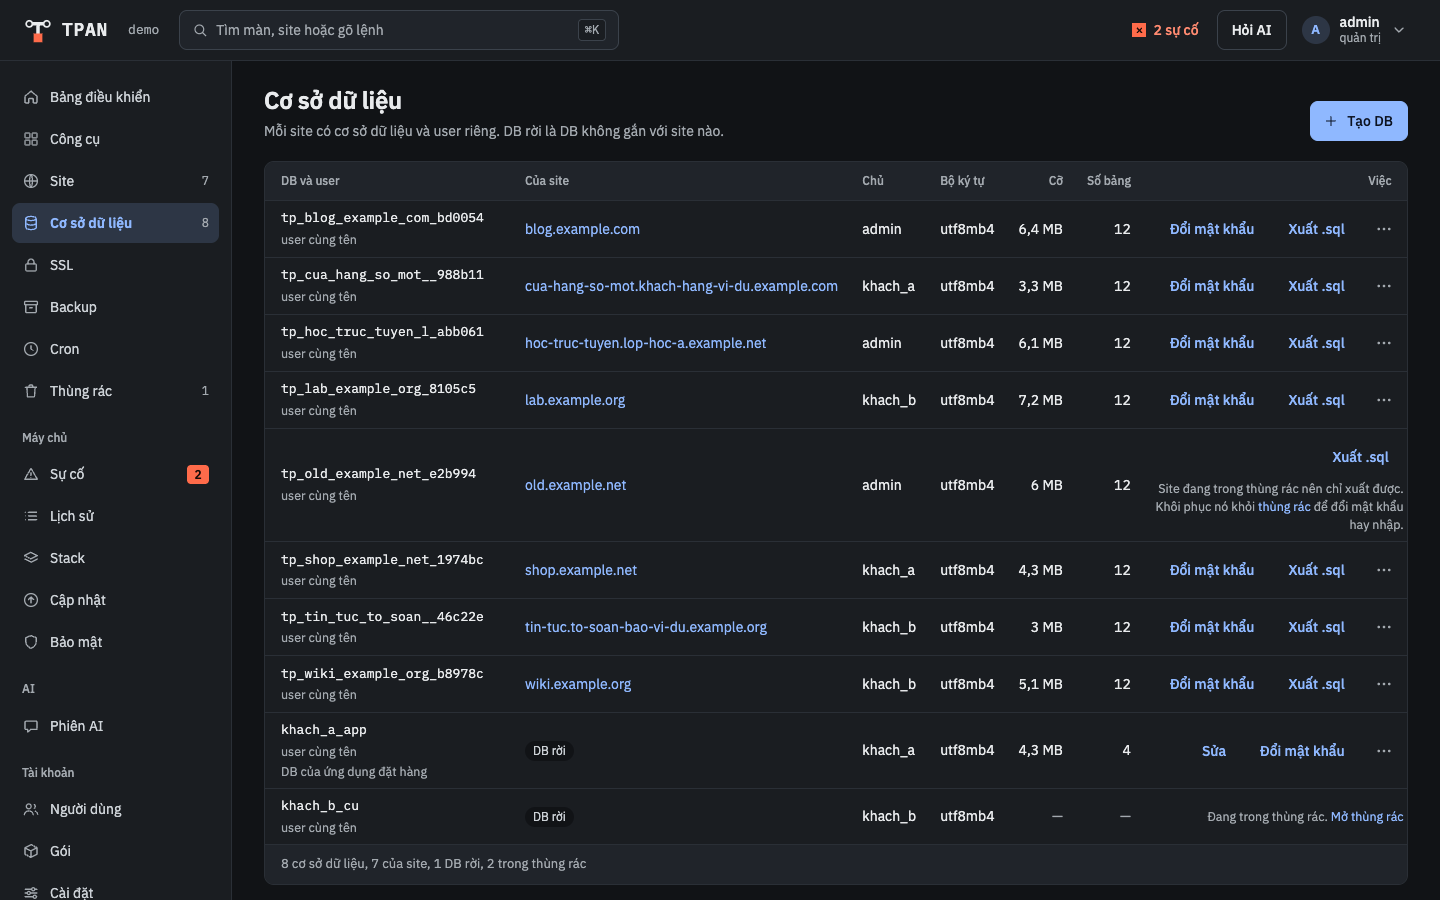 TPAN demo
Tìm màn, site hoặc gõ lệnh ⌘K
2 sự cố
Hỏi AI
A
admin
quản trị
Bảng điều khiển
Công cụ
Site 7
Cơ sở dữ liệu 8
SSL
Backup
Cron
Thùng rác 1
Máy chủ
Sự cố 2
Lịch sử
Stack
Cập nhật
Bảo mật
AI
Phiên AI
Tài khoản
Người dùng
Gói
Cài đặt
Cơ sở dữ liệu
Mỗi site có cơ sở dữ liệu và user riêng. DB rời là DB không gắn với site nào.
+ Tạo DB
DB và user Của site Chủ Bộ ký tự Cỡ Số bảng Việc
tp_blog_example_com_bd0054
user cùng tên
blog.example.com admin utf8mb4 6,4 MB 12 Đổi mật khẩu Xuất .sql ···
tp_cua_hang_so_mot__988b11
user cùng tên
cua-hang-so-mot.khach-hang-vi-du.example.com khach_a utf8mb4 3,3 MB 12 Đổi mật khẩu Xuất .sql ···
tp_hoc_truc_tuyen_l_abb061
user cùng tên
hoc-truc-tuyen.lop-hoc-a.example.net admin utf8mb4 6,1 MB 12 Đổi mật khẩu Xuất .sql ···
tp_lab_example_org_8105c5
user cùng tên
lab.example.org khach_b utf8mb4 7,2 MB 12 Đổi mật khẩu Xuất .sql ···
tp_old_example_net_e2b994
user cùng tên
old.example.net admin utf8mb4 6 MB 12
Xuất .sql
Site đang trong thùng rác nên chỉ xuất được.
Khôi phục nó khỏi thùng rác để đổi mật khẩu
hay nhập.
tp_shop_example_net_1974bc
user cùng tên
shop.example.net khach_a utf8mb4 4,3 MB 12 Đổi mật khẩu Xuất .sql ···
tp_tin_tuc_to_soan__46c22e
user cùng tên
tin-tuc.to-soan-bao-vi-du.example.org khach_b utf8mb4 3 MB 12 Đổi mật khẩu Xuất .sql ···
tp_wiki_example_org_b8978c
user cùng tên
wiki.example.org khach_b utf8mb4 5,1 MB 12 Đổi mật khẩu Xuất .sql ···
khach_a_app
user cùng tên
DB của ứng dụng đặt hàng
DB rời khach_a utf8mb4 4,3 MB 4 Sửa Đổi mật khẩu ···
khach_b_cu
user cùng tên
DB rời khach_b utf8mb4 — — Đang trong thùng rác. Mở thùng rác
8 cơ sở dữ liệu, 7 của site, 1 DB rời, 2 trong thùng rác